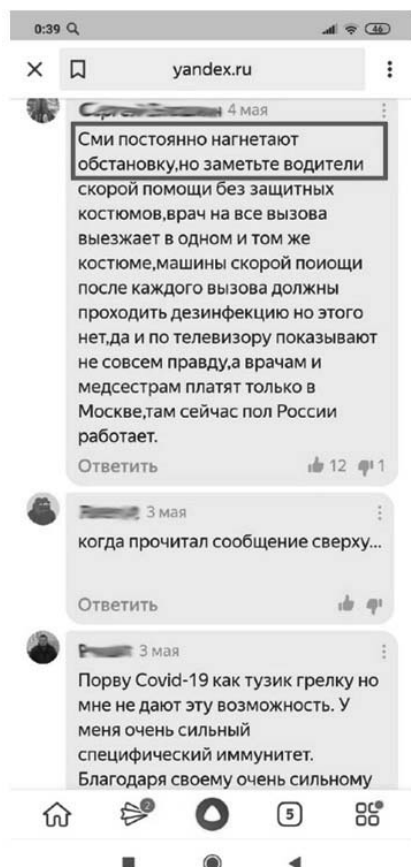 0:39
46
yandex.ru
4 мая
Сми постоянно нагнетают
обстановку,но заметьте водители
скорой помощи без защитных
костюмов,врач на все вызова
выезжает в одном и том же
костюме,машины скорой поиощи
после каждого вызова должны
проходить дезинфекцию но этого
нет,да и по телевизору показывают
не совсем правду,а врачам и
медсестрам платят только в
Москве,там сейчас пол России
работает.
Ответить 12 1
3 мая
когда прочитал сообщение сверху...
Ответить
3 мая
Порву Covid-19 как тузик грелку но
мне не дают эту возможность. У
меня очень сильный
специфический иммунитет.
Благодаря своему очень сильному
2
5